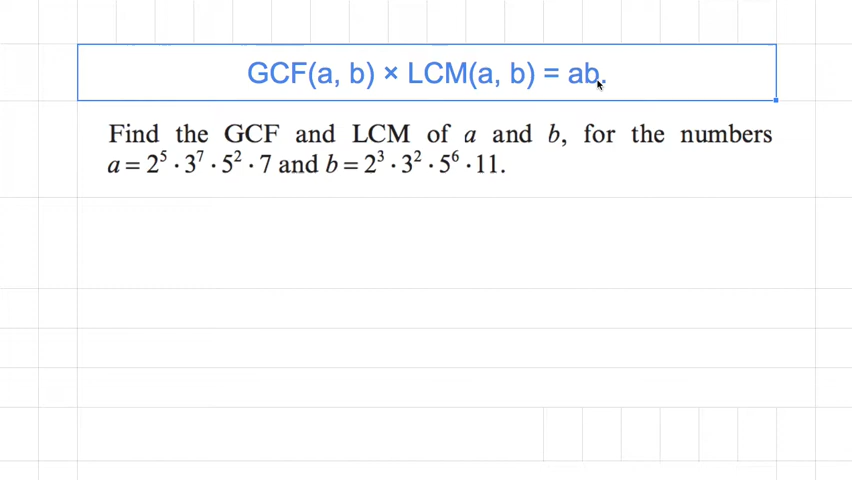 GCF(a, b) × LCM(a, b) = ab.
Find the GCF and LCM of a and b, for the numbers
a = 2⁵ · 3⁷ · 5² · 7 and b = 2³ · 3² · 5⁶ · 11.